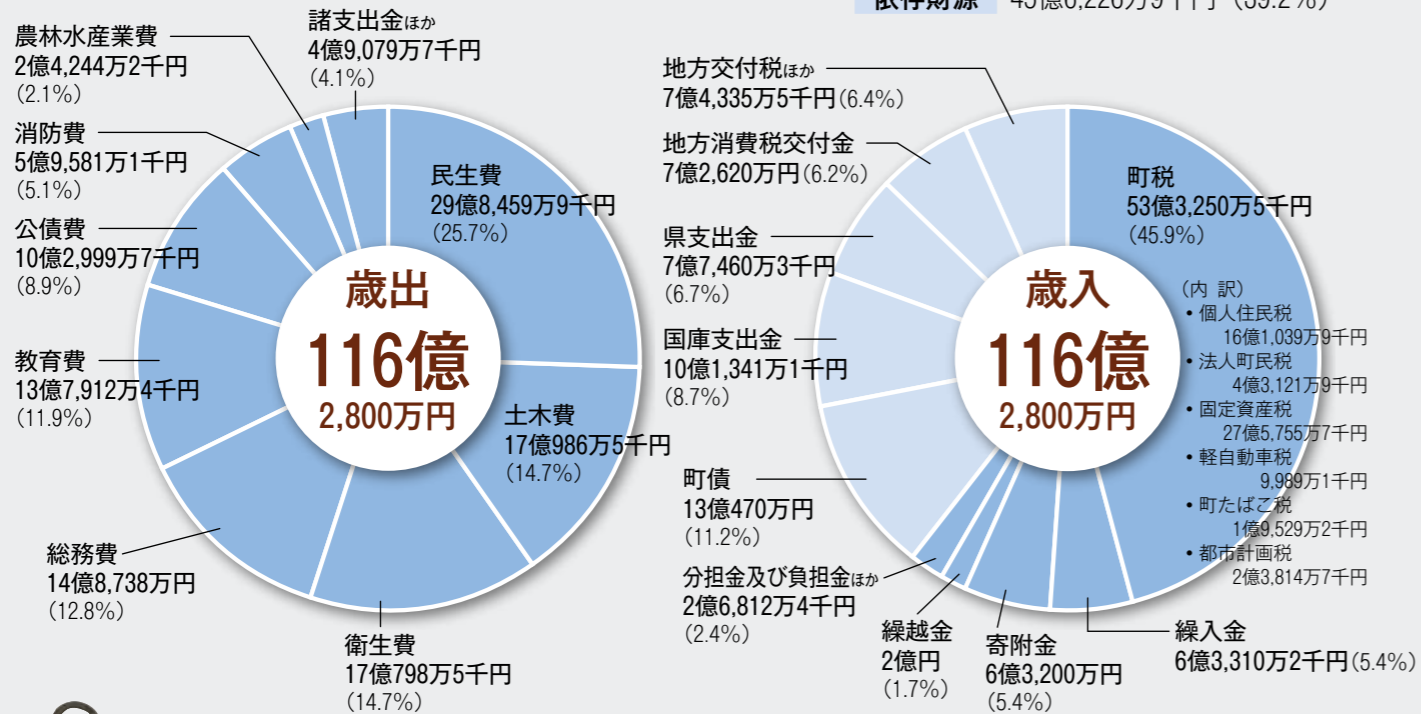 依存財源 45億6,226万9千円（39.2%）
農林水産業費
2億4,244万2千円
（2.1%）
諸支出金ほか
4億9,079万7千円
（4.1%）
消防費
5億9,581万1千円
（5.1%）
公債費
10億2,999万7千円
（8.9%）
教育費
13億7,912万4千円
（11.9%）
総務費
14億8,738万円
（12.8%）
衛生費
17億798万5千円
（14.7%）
土木費
17億986万5千円
（14.7%）
民生費
29億8,459万9千円
（25.7%）
歳出
116億
2,800万円
地方交付税ほか
7億4,335万5千円（6.4%）
地方消費税交付金
7億2,620万円（6.2%）
県支出金
7億7,460万3千円
（6.7%）
国庫支出金
10億1,341万1千円
（8.7%）
町債
13億470万円
（11.2%）
分担金及び負担金ほか
2億6,812万4千円
（2.4%）
繰越金
2億円
（1.7%）
寄附金
6億3,200万円
（5.4%）
繰入金
6億3,310万2千円（5.4%）
歳入
116億
2,800万円
町税
53億3,250万5千円
（45.9%）
（内 訳）
・個人住民税
16億1,039万9千円
・法人町民税
4億3,121万9千円
・固定資産税
27億5,755万7千円
・軽自動車税
9,989万1千円
・町たばこ税
1億9,529万2千円
・都市計画税
2億3,814万7千円